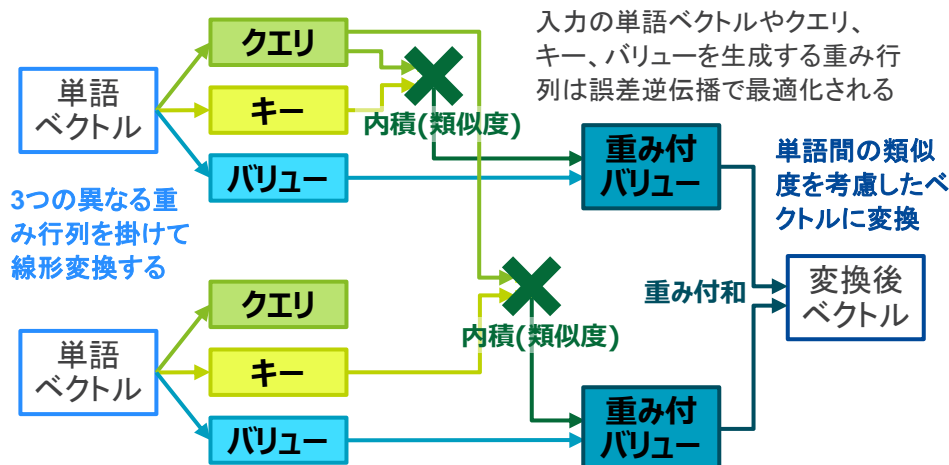 入力の単語ベクトルやクエリ、
キー、バリューを生成する重み行
列は誤差逆伝播で最適化される
クエリ
単語
ベクトル
キー
内積(類似度)
バリュー
重み付
バリュー
単語間の類似
度を考慮したベ
クトルに変換
3つの異なる重
み行列を掛けて
線形変換する
クエリ
重み付和
変換後
ベクトル
内積(類似度)
単語
ベクトル
キー
バリュー
重み付
バリュー